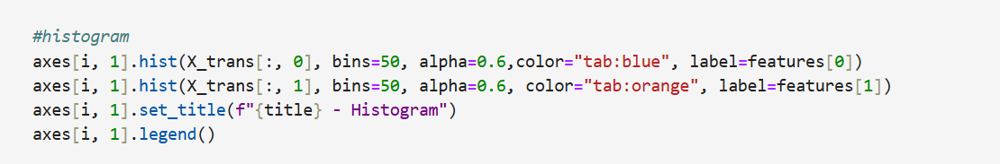 #histogram
axes[i, 1].hist(X_trans[:, 0], bins=50, alpha=0.6,color="tab:blue", label=features[0])
axes[i, 1].hist(X_trans[:, 1], bins=50, alpha=0.6, color="tab:orange", label=features[1])
axes[i, 1].set_title(f"{title} - Histogram")
axes[i, 1].legend()